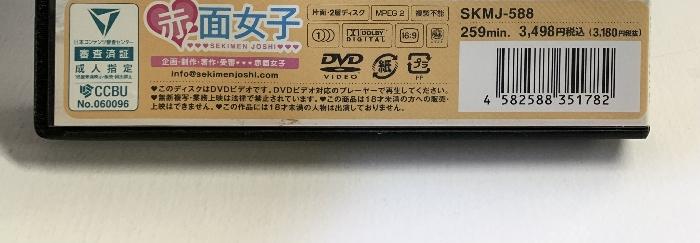 日本コンテンツ審査センター
審査済証
成人指定
CCBU
No.060096
赤面女子
SEKIMEN JOSHI
企画・制作・著作・受審・・・赤面女子
info@sekimenjoshi.com
片面・2層ディスク
MPEG 2
複製不能
DOLBY
DIGITAL
16:9
DVD
VIDEO
紙
プラ
PP
♥このディスクはDVDビデオです。DVDビデオ対応のプレーヤーで再生してください。
♥無断複写・業務上映は法律で禁止されています。♥この商品は18才未満の方への販売・
上映はできません。♥この作品には18才未満の人物は出演しておりません。
SKMJ-588
259min. 3,498円税込 (3,180円税抜)
4 582588 351782